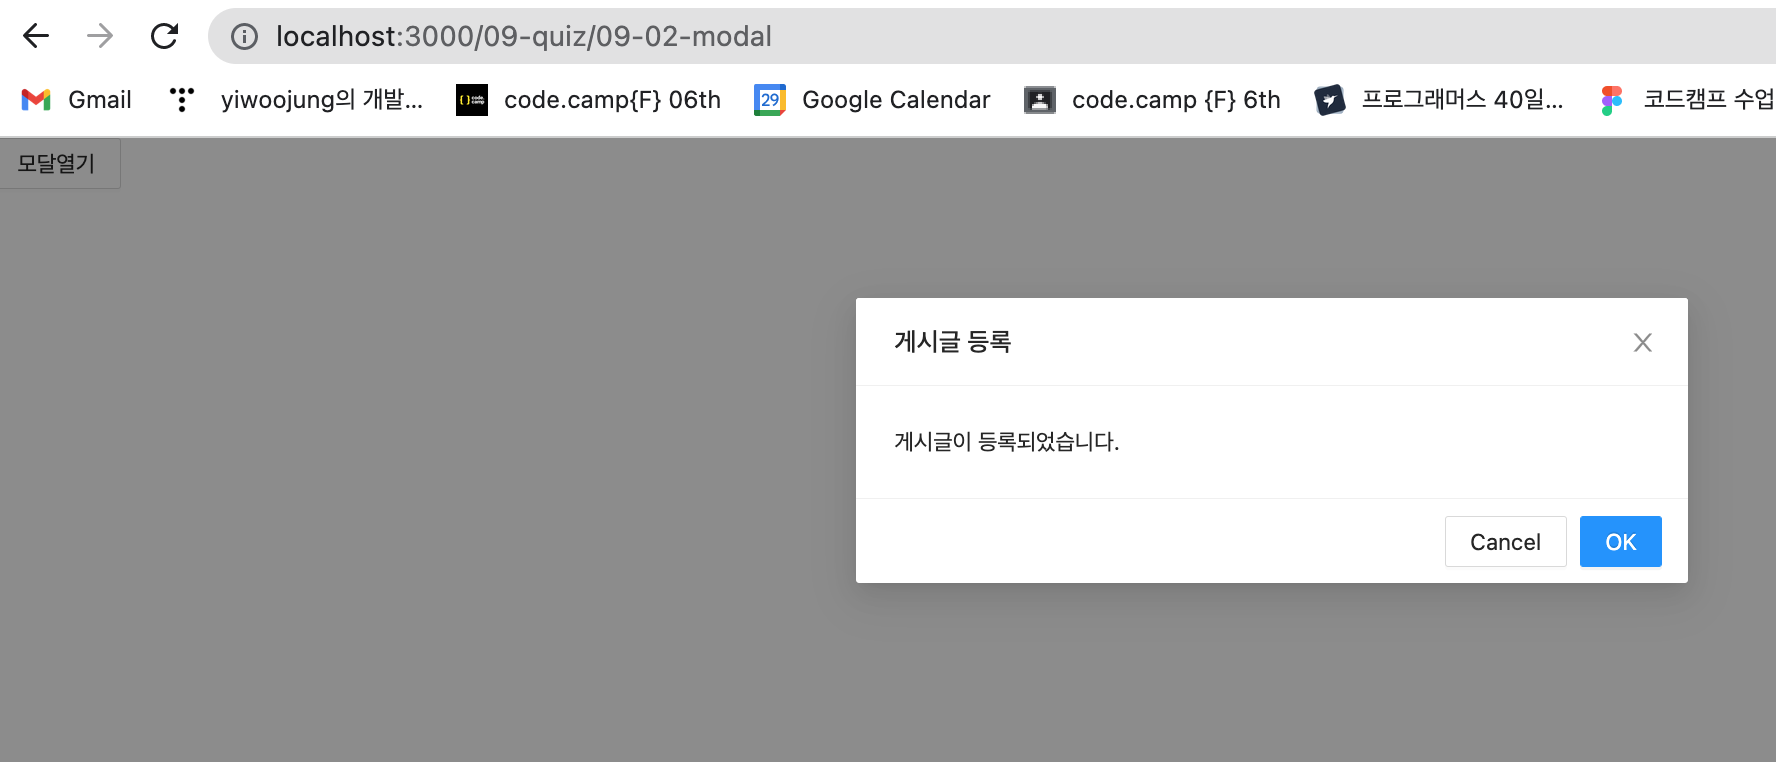 localhost:3000/09-quiz/09-02-modal
Gmail yiwoojung의 개발... {} code.camp code.camp{F} 06th 29 Google Calendar code.camp {F} 6th 프로그래머스 40일... 코드캠프 수업
모달열기
게시글 등록
게시글이 등록되었습니다.
Cancel OK